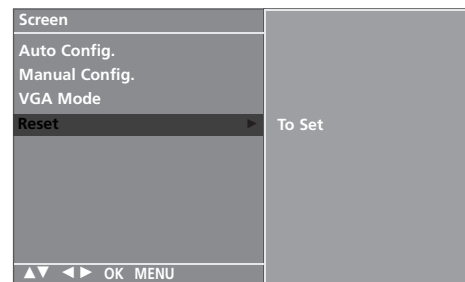 Screen
Auto Config.
Manual Config.
VGA Mode
Reset ► To Set
▲▼ ◄► OK MENU